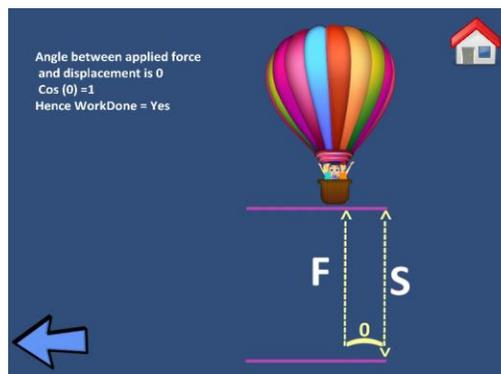 Angle between applied force
and displacement is 0
Cos (0) =1
Hence WorkDone = Yes
F
S
0